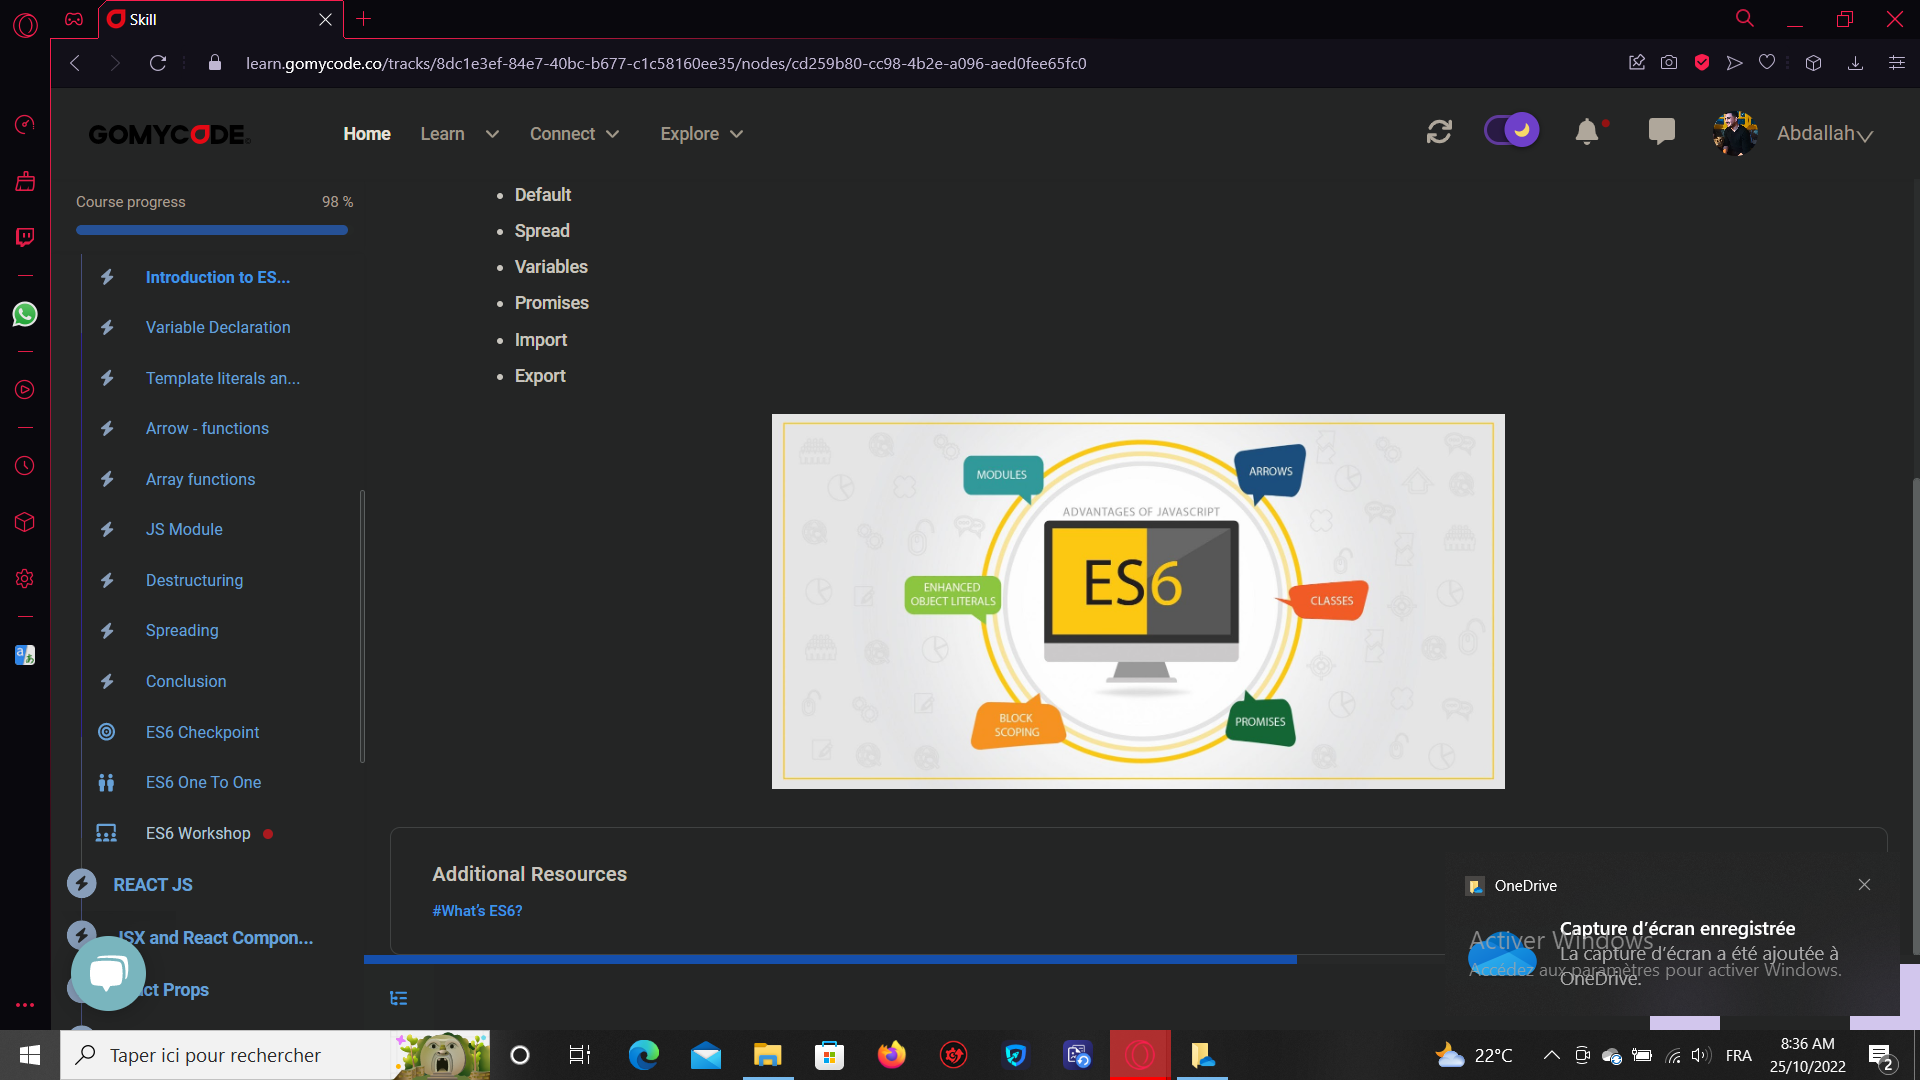 Skill
learn.gomycode.co/tracks/8dc1e3ef-84e7-40bc-b677-c1c58160ee35/nodes/cd259b80-cc98-4b2e-a096-aed0fee65fc0
GOMYCODE
Home Learn Connect Explore
Abdallah
Course progress 98 %
Introduction to ES...
Variable Declaration
Template literals an...
Arrow - functions
Array functions
JS Module
Destructuring
Spreading
Conclusion
ES6 Checkpoint
ES6 One To One
ES6 Workshop
REACT JS
JSX and React Compon...
ct Props
• Default
• Spread
• Variables
• Promises
• Import
• Export
MODULES
ARROWS
ADVANTAGES OF JAVASCRIPT
ES6
ENHANCED
OBJECT LITERALS
CLASSES
BLOCK
SCOPING
PROMISES
Additional Resources
#What's ES6?
OneDrive
Capture d'écran enregistrée
La capture d'écran a été ajoutée à
OneDrive.
Activer Windows
Accédez aux paramètres pour activer Windows.
Taper ici pour rechercher
22°C
FRA
8:36 AM
25/10/2022
2